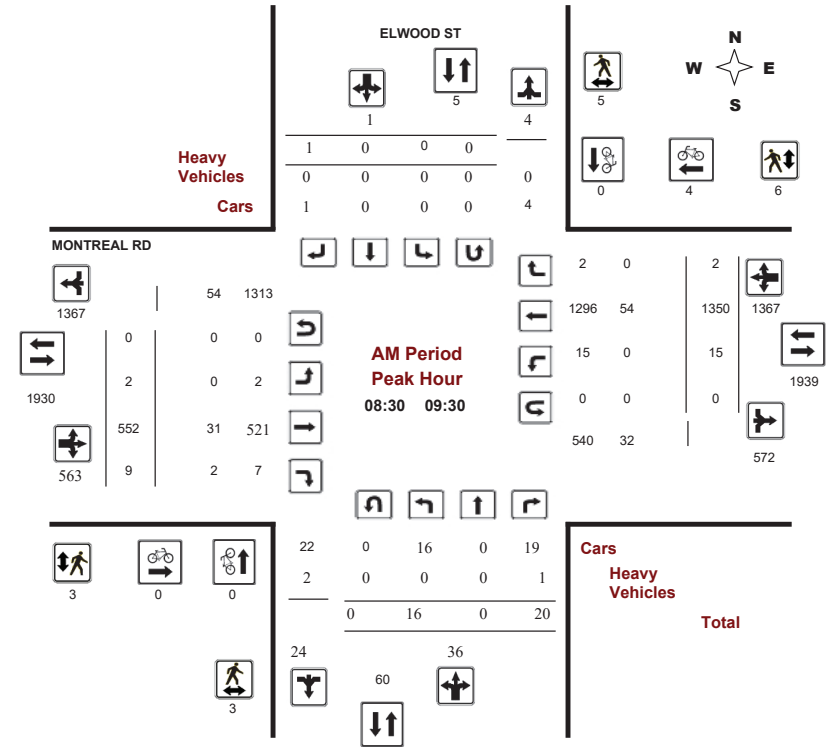 ELWOOD ST
N
W E
S
5
5
1
4
1 0 0 0
Heavy
Vehicles
0 0 0 0 0
Cars
1 0 0 0 4
0
4
6
MONTREAL RD
1367
54 1313
2 0 2
1296 54 1350 1367
0 0 0
AM Period
Peak Hour
08:30 09:30
15 0 15
1930
2 0 2
0 0 0
1939
552 31 521
540 32
572
563
9 2 7
22 0 16 0 19
Cars
2 0 0 0 1
Heavy
Vehicles
0 16 0 20
Total
3
0
0
24
36
60
3